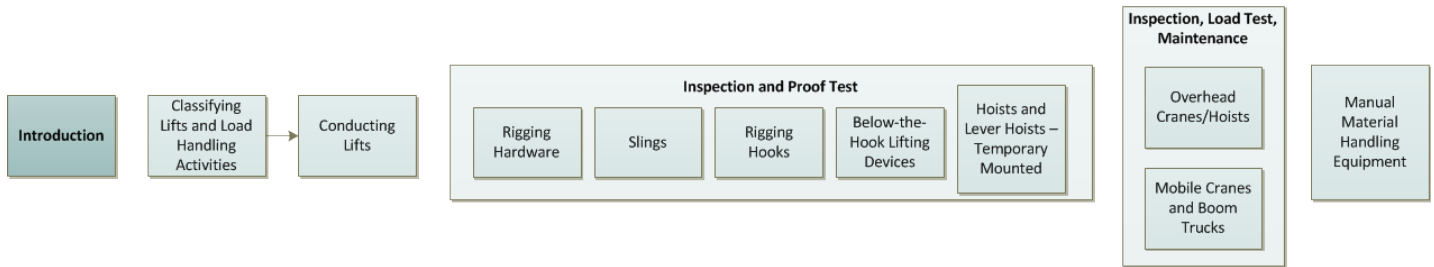 Introduction
Classifying
Lifts and Load
Handling
Activities
Conducting
Lifts
Inspection and Proof Test
Rigging
Hardware
Slings
Rigging
Hooks
Below-the-
Hook Lifting
Devices
Hoists and
Lever Hoists –
Temporary
Mounted
Inspection, Load Test,
Maintenance
Overhead
Cranes/Hoists
Mobile Cranes
and Boom
Trucks
Manual
Material
Handling
Equipment